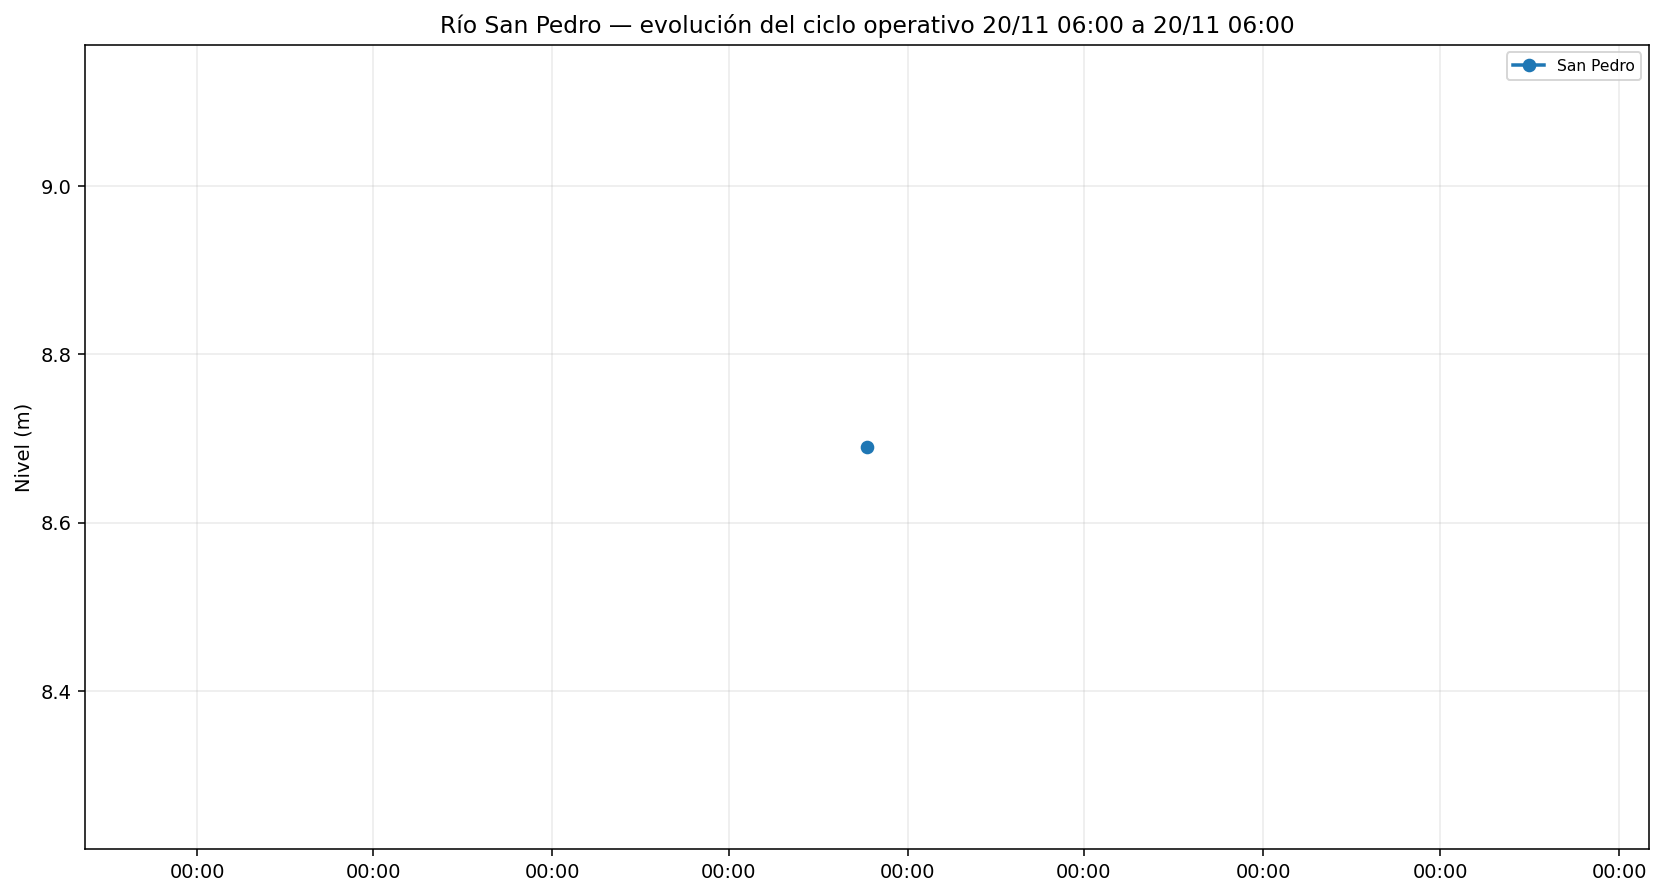 Río San Pedro — evolución del ciclo operativo 20/11 06:00 a 20/11 06:00
San Pedro
Nivel (m)
9.0
8.8
8.6
8.4
00:00 00:00 00:00 00:00 00:00 00:00 00:00 00:00 00:00